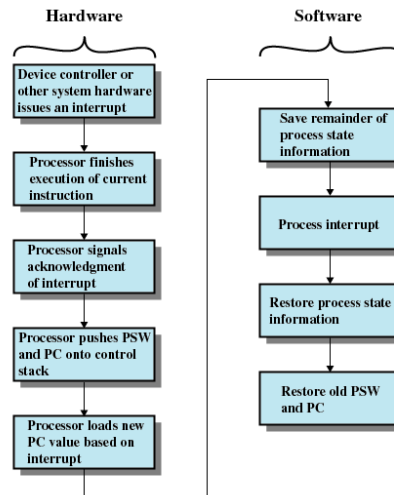 Hardware
Device controller or
other system hardware
issues an interrupt
Processor finishes
execution of current
instruction
Processor signals
acknowledgment
of interrupt
Processor pushes PSW
and PC onto control
stack
Processor loads new
PC value based on
interrupt
Software
Save remainder of
process state
information
Process interrupt
Restore process state
information
Restore old PSW
and PC